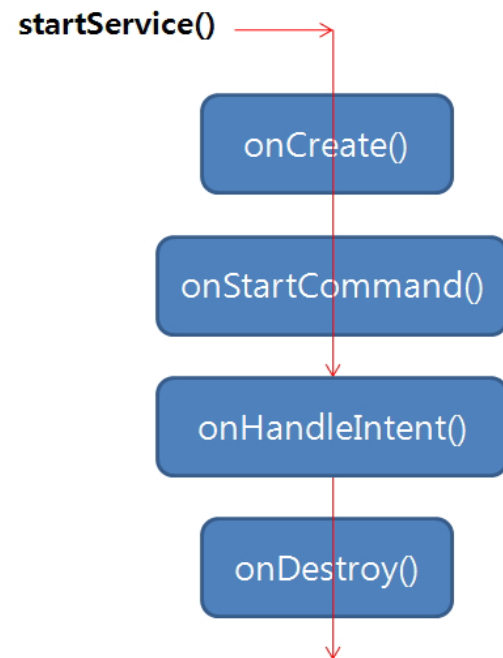 startService()
onCreate()
onStartCommand()
onHandleIntent()
onDestroy()